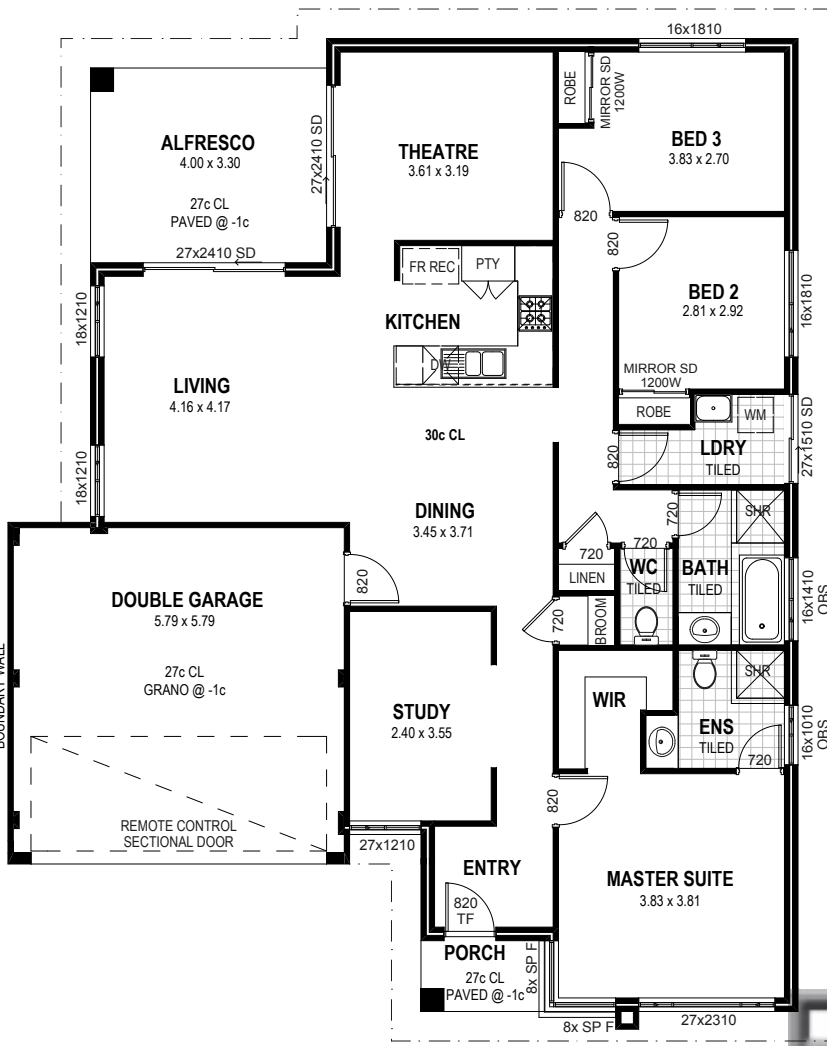 16x1810
ROBE
MIRROR SD
1200W
ALFRESCO
4.00 x 3.30
27c CL
PAVED @ -1c
27x2410 SD
THEATRE
3.61 x 3.19
BED 3
3.83 x 2.70
820
820
27x2410 SD
FR REC
PTY
KITCHEN
DW
BED 2
2.81 x 2.92
16x1810
MIRROR SD
1200W
ROBE
18x1210
LIVING
4.16 x 4.17
30c CL
18x1210
WM
LDRY
TILED
820
27x1510 SD
DINING
3.45 x 3.71
720
SHR
720
720
LINEN
WC
TILED
BATH
TILED
16x1410
OBS
820
DOUBLE GARAGE
5.79 x 5.79
27c CL
GRANO @ -1c
BOUNDARY WALL
720
BROOM
STUDY
2.40 x 3.55
WIR
SHR
ENS
TILED
720
16x1010
OBS
REMOTE CONTROL
SECTIONAL DOOR
27x1210
820
ENTRY
820
TF
MASTER SUITE
3.83 x 3.81
PORCH
27c CL
PAVED @ -1c
8x SP F
8x SP F
27x2310